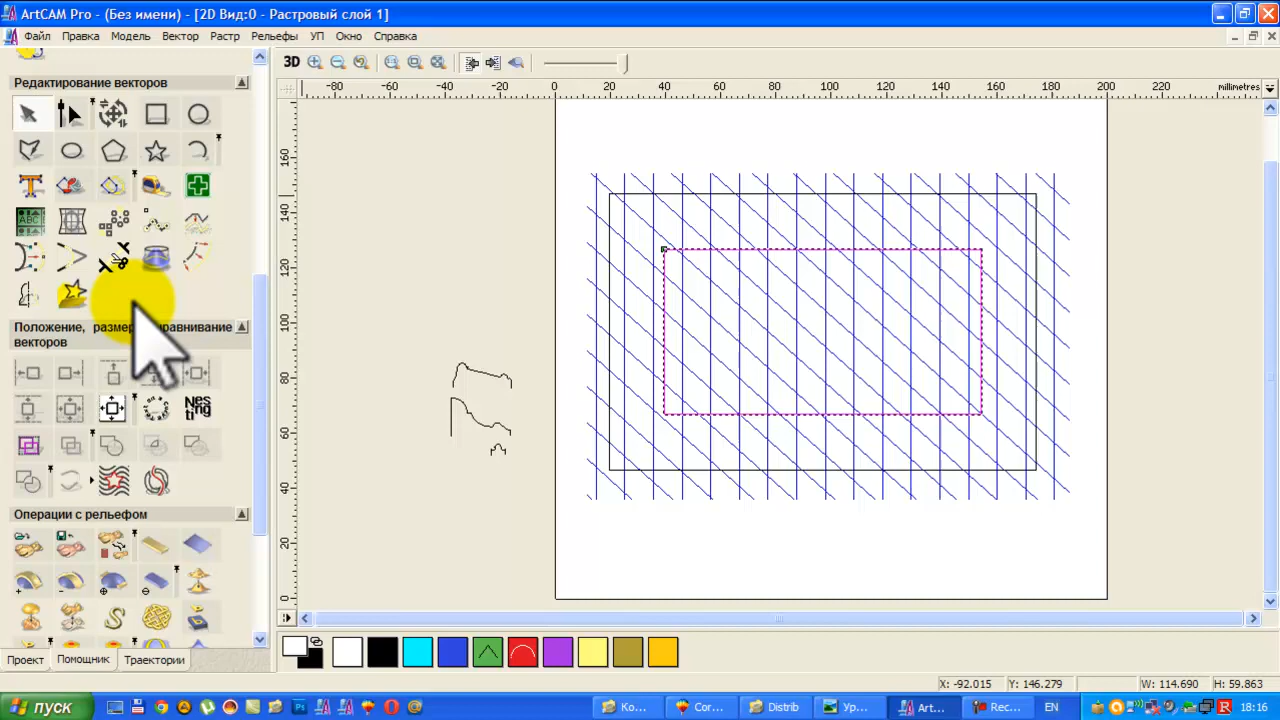 ArtCAM Pro - (Без имени) - [2D Вид:0 - Растровый слой 1]
Файл Правка Модель Вектор Растр Рельефы УП Окно Справка
3D
Редактирование векторов
-80 -60 -40 -20 0 20 40 60 80 100 120 140 160 180 200 220 millimetres
160
140
120
100
80
60
40
20
0
ABC
Положение, разме
равнивание
векторов
Nes
ting
Операции с рельефом
Проект Помощник Траектории
X: -92.015 Y: 146.279 W: 114.690 H: 59.863
пуск Ко... Cor... Distrib Ур... Art... Rec... EN 18:16